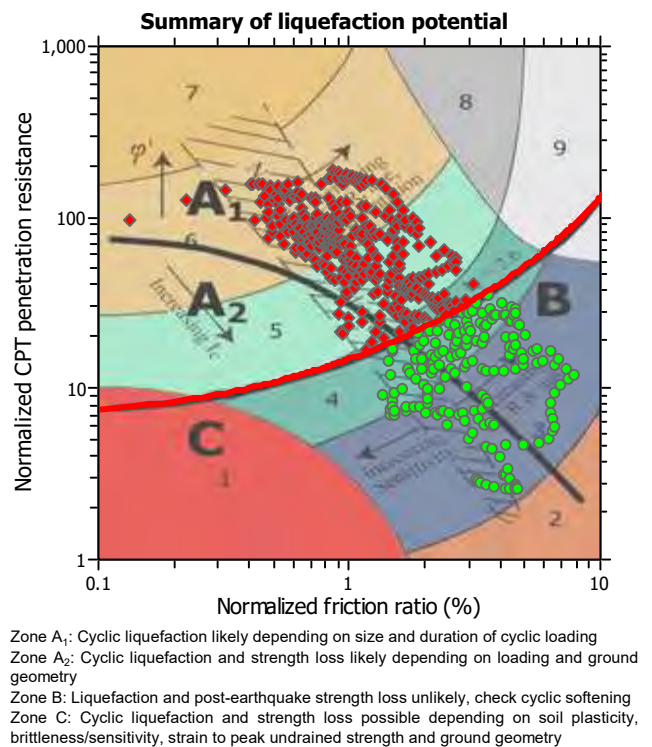 Summary of liquefaction potential
1,000
7
8
9
φ'
A1
100
6
A2
Increasing Ic
B
5
10
4
C
Increasing
Sensitivity
1
3
2
1
0.1
1
10
Normalized CPT penetration resistance
Normalized friction ratio (%)
Zone A1: Cyclic liquefaction likely depending on size and duration of cyclic loading
Zone A2: Cyclic liquefaction and strength loss likely depending on loading and ground
geometry
Zone B: Liquefaction and post-earthquake strength loss unlikely, check cyclic softening
Zone C: Cyclic liquefaction and strength loss possible depending on soil plasticity,
brittleness/sensitivity, strain to peak undrained strength and ground geometry